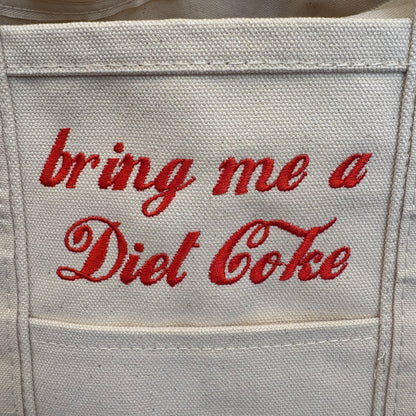 bring me a
Diet Coke